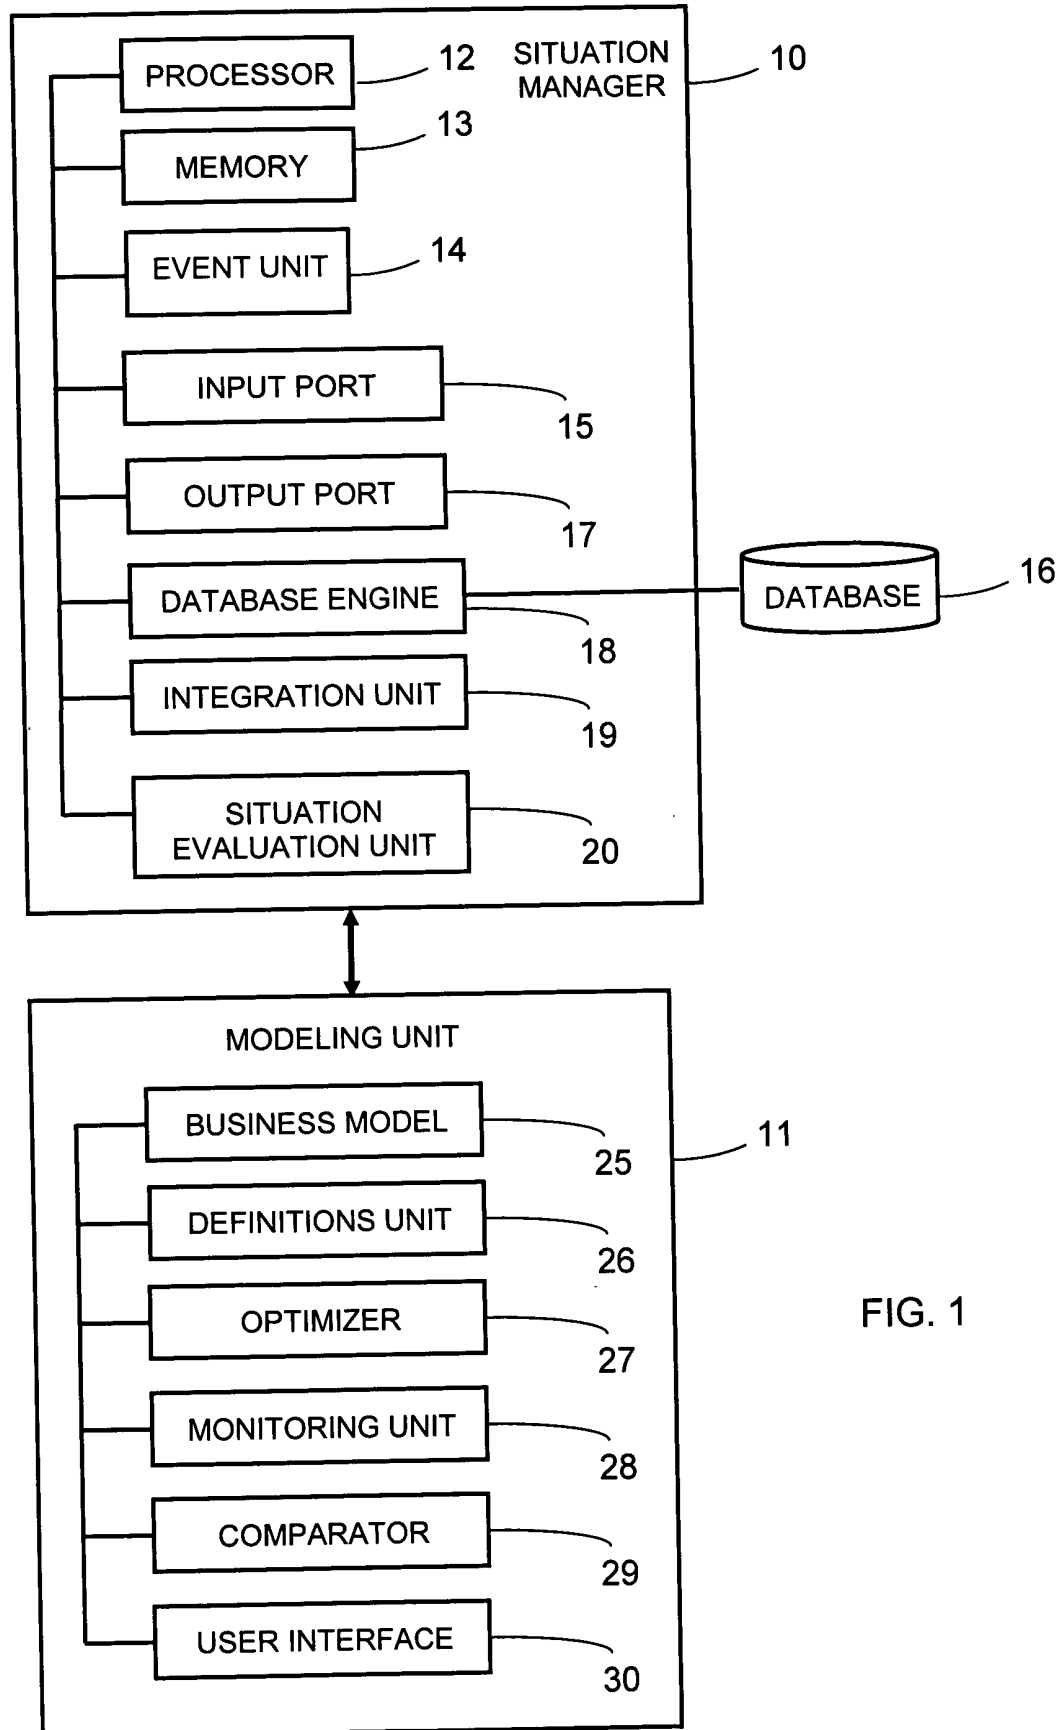 PROCESSOR
12
SITUATION
MANAGER
10
MEMORY
13
EVENT UNIT
14
INPUT PORT
15
OUTPUT PORT
17
DATABASE ENGINE
18
DATABASE
16
INTEGRATION UNIT
19
SITUATION
EVALUATION UNIT
20
MODELING UNIT
11
BUSINESS MODEL
25
DEFINITIONS UNIT
26
OPTIMIZER
27
FIG. 1
MONITORING UNIT
28
COMPARATOR
29
USER INTERFACE
30